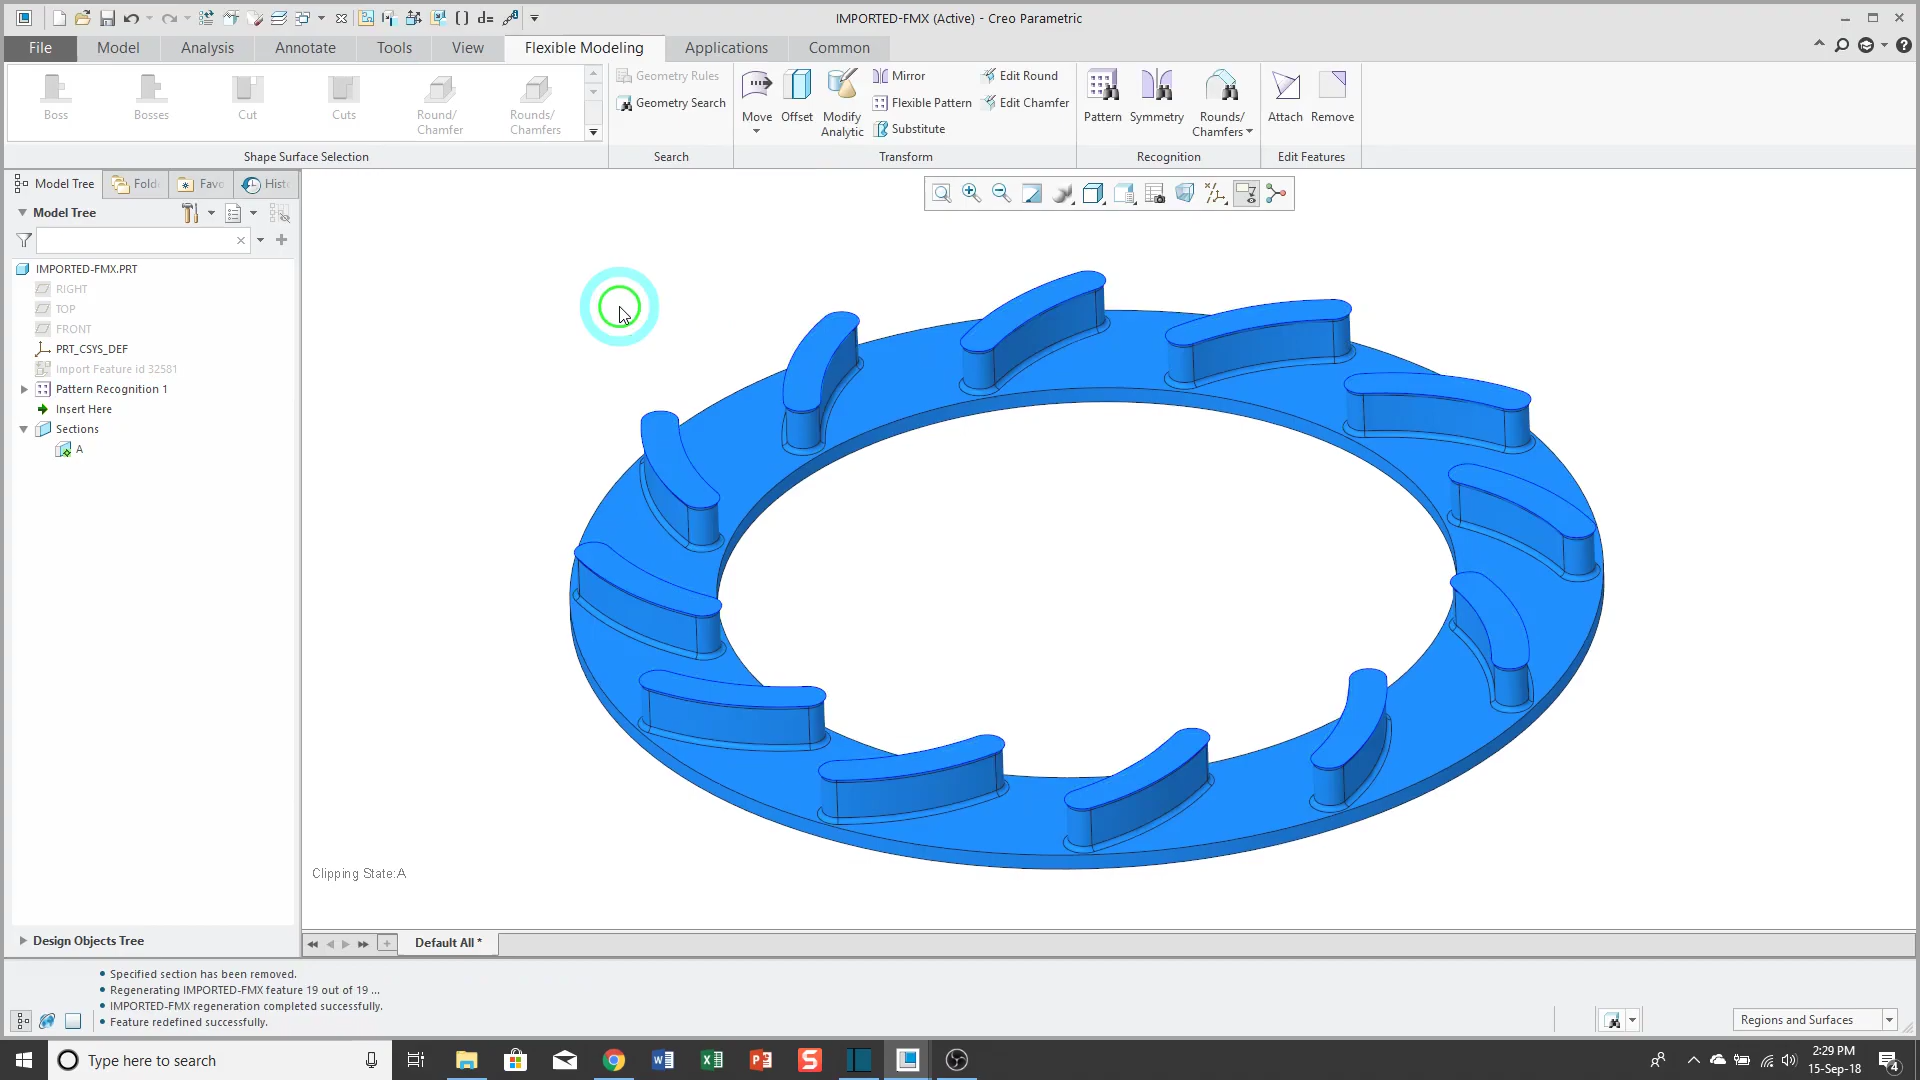 IMPORTED-FMX (Active) - Creo Parametric
File
Model
Analysis
Annotate
Tools
View
Flexible Modeling
Applications
Common
Boss
Bosses
Cut
Cuts
Round/
Chamfer
Rounds/
Chamfers
Shape Surface Selection
Geometry Rules
Geometry Search
Search
Move
Offset
Modify
Analytic
Mirror
Flexible Pattern
Substitute
Edit Round
Edit Chamfer
Transform
Pattern
Symmetry
Rounds/
Chamfers
Recognition
Attach
Remove
Edit Features
Model Tree
Fold
Favo
Histo
Model Tree
IMPORTED-FMX.PRT
RIGHT
TOP
FRONT
PRT_CSYS_DEF
Import Feature id 32581
Pattern Recognition 1
Insert Here
Sections
A
Design Objects Tree
Clipping State:A
Default All *
Specified section has been removed.
Regenerating IMPORTED-FMX feature 19 out of 19 ...
IMPORTED-FMX regeneration completed successfully.
Feature redefined successfully.
Regions and Surfaces
Type here to search
2:29 PM
15-Sep-18
4